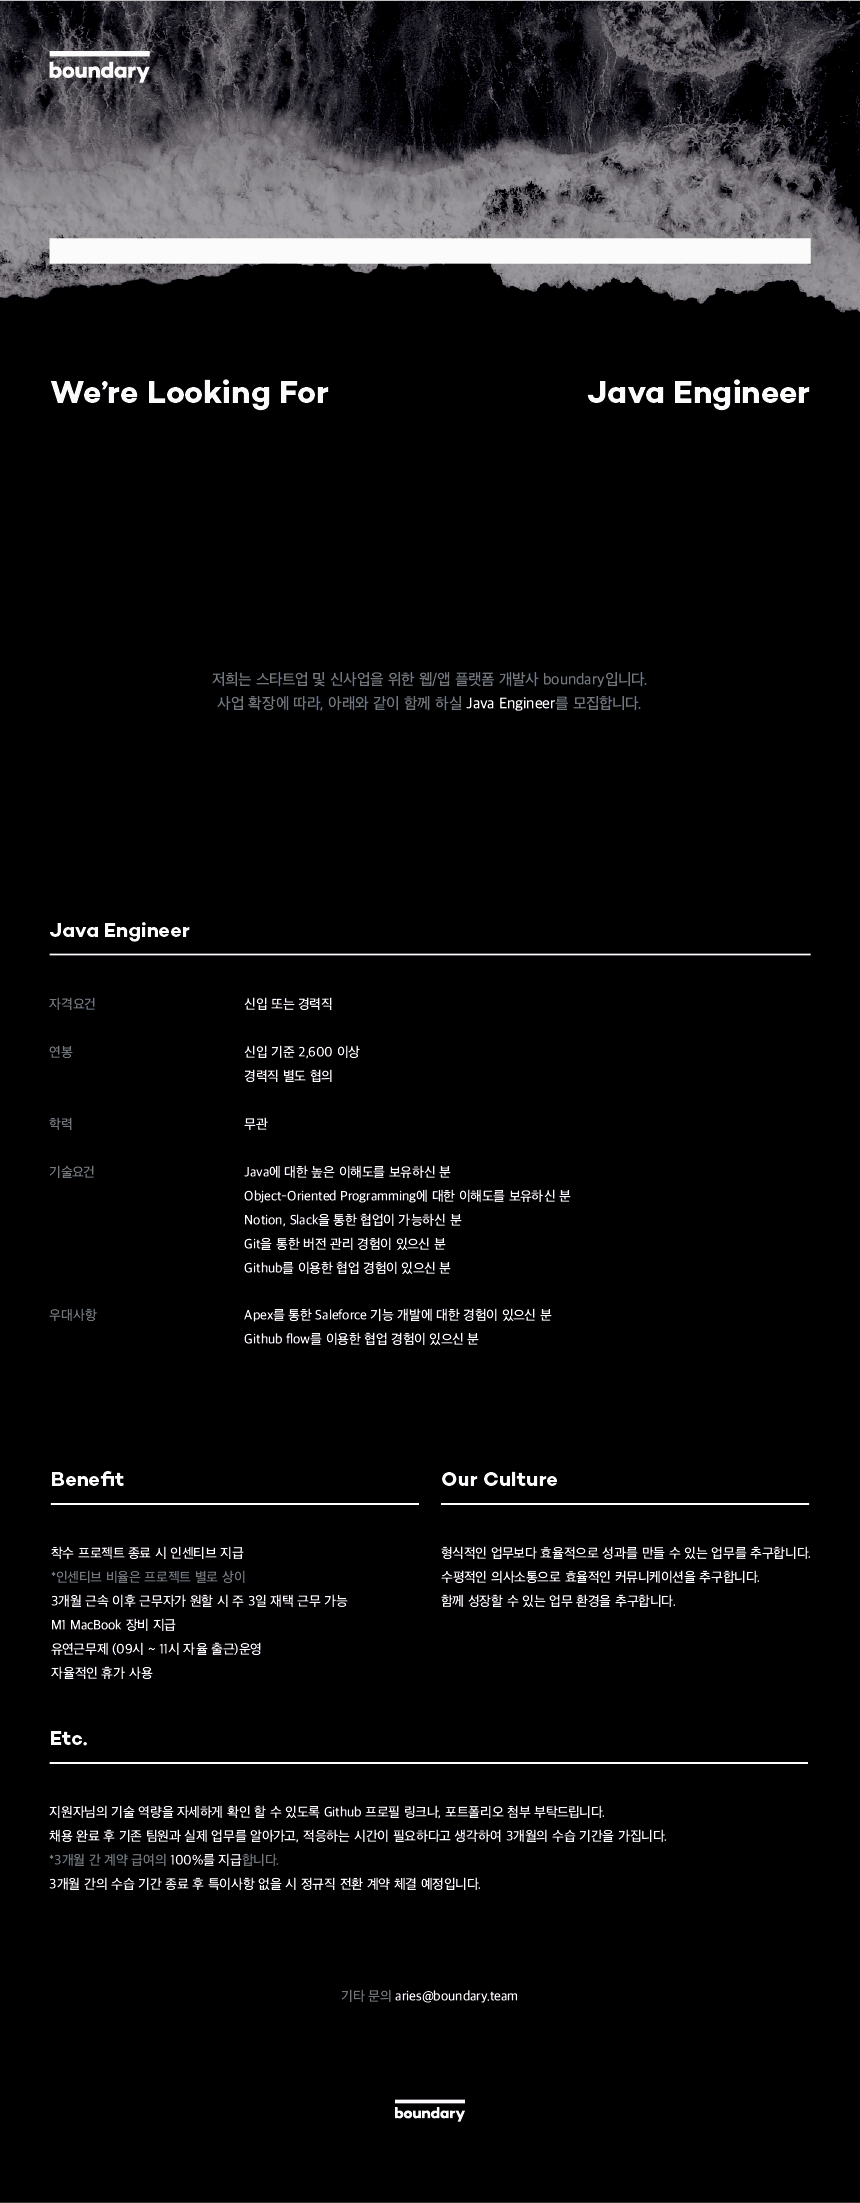 boundary
We're Looking For
Java Engineer
저희는 스타트업 및 신사업을 위한 웹/앱 플랫폼 개발사 boundary입니다.
사업 확장에 따라, 아래와 같이 함께 하실 Java Engineer를 모집합니다.
Java Engineer
자격요건 신입 또는 경력직
연봉 신입 기준 2,600 이상
경력직 별도 협의
학력 무관
기술요건 Java에 대한 높은 이해도를 보유하신 분
Object-Oriented Programming에 대한 이해도를 보유하신 분
Notion, Slack을 통한 협업이 가능하신 분
Git을 통한 버전 관리 경험이 있으신 분
Github를 이용한 협업 경험이 있으신 분
우대사항 Apex를 통한 Saleforce 기능 개발에 대한 경험이 있으신 분
Github flow를 이용한 협업 경험이 있으신 분
Benefit
착수 프로젝트 종료 시 인센티브 지급
*인센티브 비율은 프로젝트 별로 상이
3개월 근속 이후 근무자가 원할 시 주 3일 재택 근무 가능
M1 MacBook 장비 지급
유연근무제 (09시 ~ 11시 자율 출근)운영
자율적인 휴가 사용
Our Culture
형식적인 업무보다 효율적으로 성과를 만들 수 있는 업무를 추구합니다.
수평적인 의사소통으로 효율적인 커뮤니케이션을 추구합니다.
함께 성장할 수 있는 업무 환경을 추구합니다.
Etc.
지원자님의 기술 역량을 자세하게 확인 할 수 있도록 Github 프로필 링크나, 포트폴리오 첨부 부탁드립니다.
채용 완료 후 기존 팀원과 실제 업무를 알아가고, 적응하는 시간이 필요하다고 생각하여 3개월의 수습 기간을 가집니다.
*3개월 간 계약 급여의 100%를 지급합니다.
3개월 간의 수습 기간 종료 후 특이사항 없을 시 정규직 전환 계약 체결 예정입니다.
기타 문의 aries@boundary.team
boundary